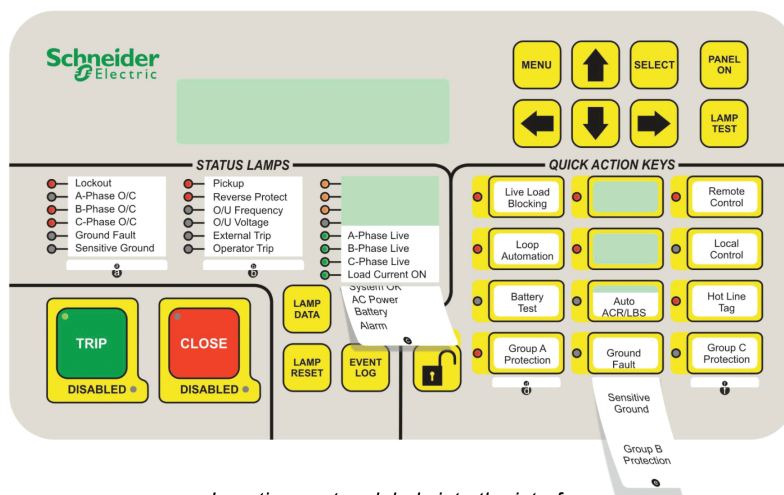 Schneider
Electric
MENU
SELECT
PANEL
ON
LAMP
TEST
STATUS LAMPS
QUICK ACTION KEYS
Lockout
A-Phase O/C
B-Phase O/C
C-Phase O/C
Ground Fault
Sensitive Ground
a
Pickup
Reverse Protect
O/U Frequency
O/U Voltage
External Trip
Operator Trip
b
A-Phase Live
B-Phase Live
C-Phase Live
Load Current ON
System OK
AC Power
Battery
Alarm
Live Load
Blocking
Remote
Control
Loop
Automation
Local
Control
Battery
Test
Auto
ACR/LBS
Hot Line
Tag
Group A
Protection
Ground
Fault
Group C
Protection
d
f
Sensitive
Ground
Group B
Protection
TRIP
DISABLED
CLOSE
DISABLED
LAMP
DATA
LAMP
RESET
EVENT
LOG